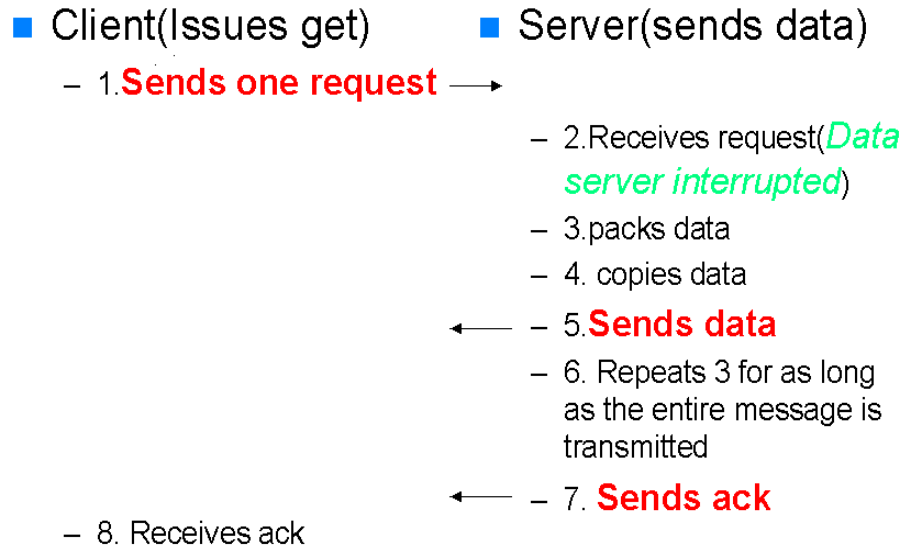 Client(Issues get)
Server(sends data)
– 1.Sends one request
– 2.Receives request(Data
server interrupted)
– 3.packs data
– 4. copies data
– 5.Sends data
– 6. Repeats 3 for as long
as the entire message is
transmitted
– 7. Sends ack
– 8. Receives ack